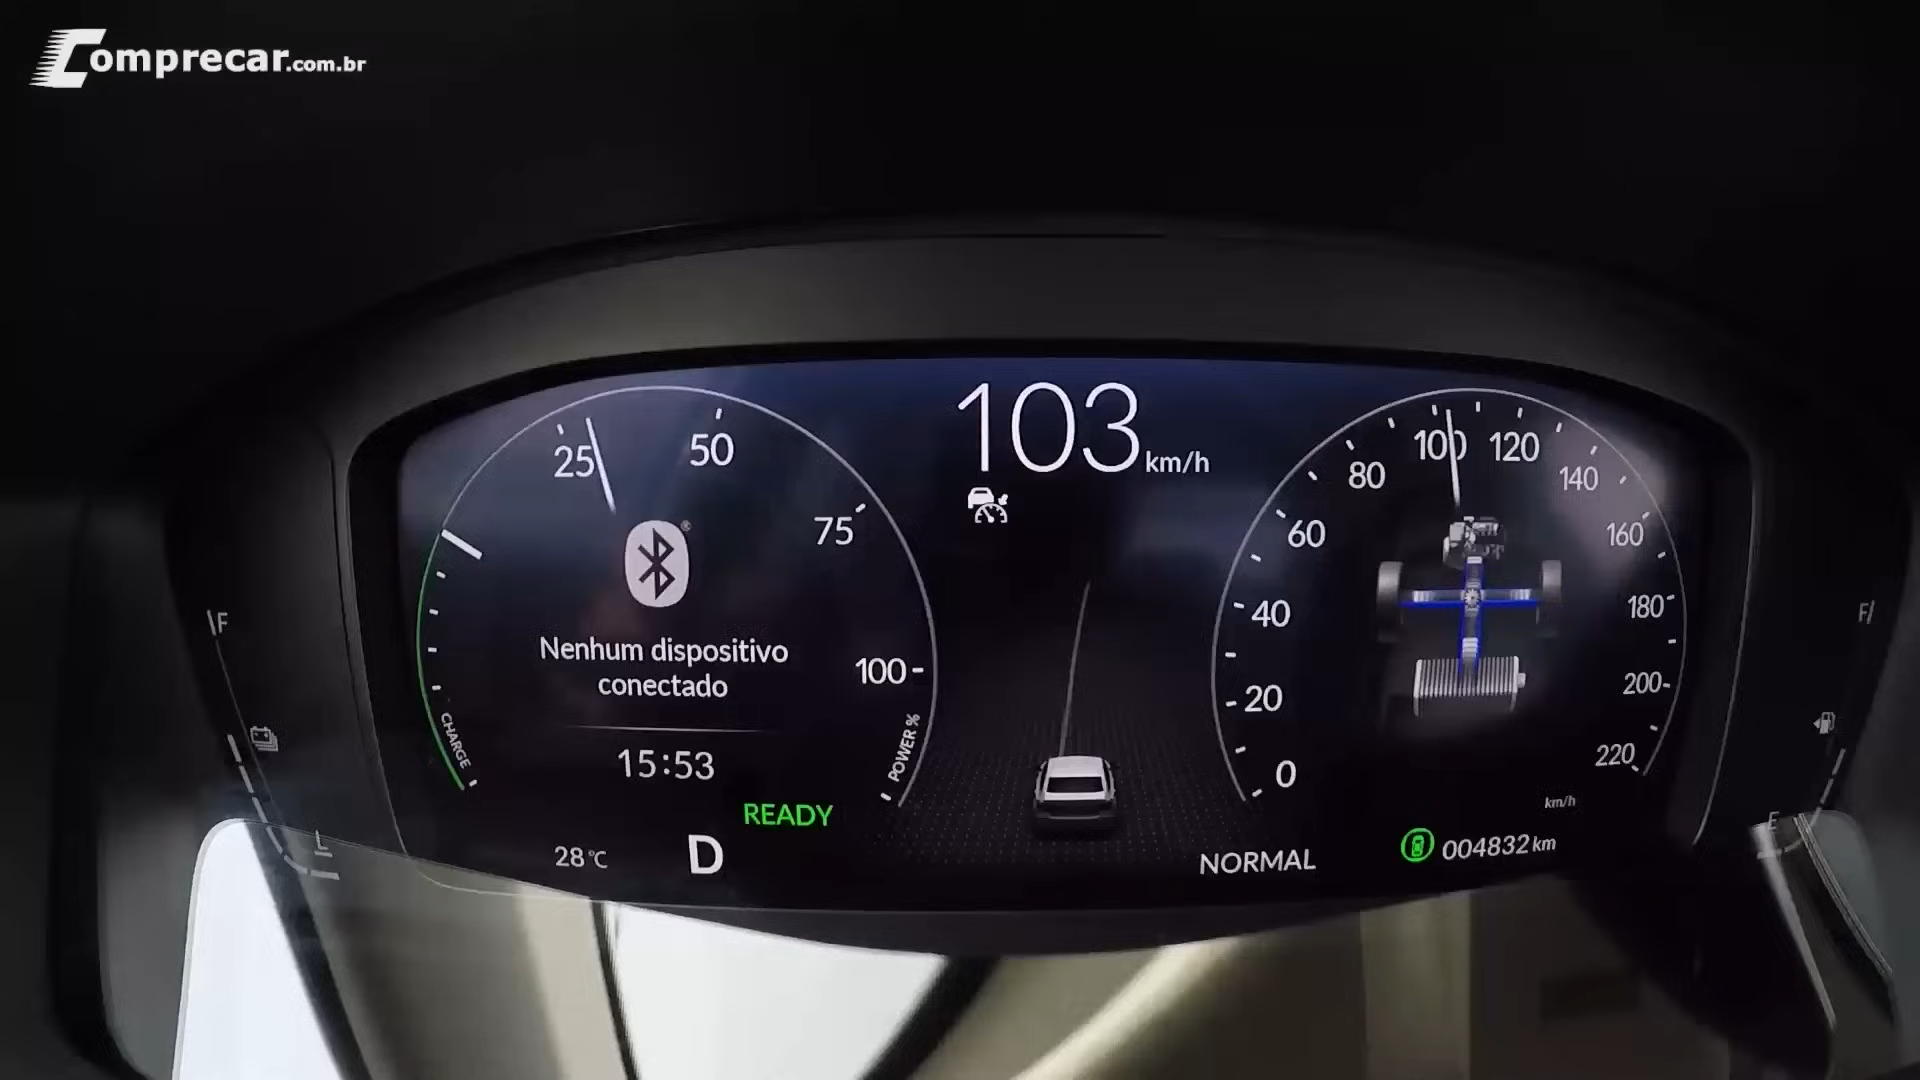 Comprecar.com.br
103 km/h
25
50
75
100
CHARGE
POWER %
Nenhum dispositivo
conectado
15:53
READY
28°C
D
0
20
40
60
80
100
120
140
160
180
200
220
km/h
NORMAL
004832 km
F
L
F
E